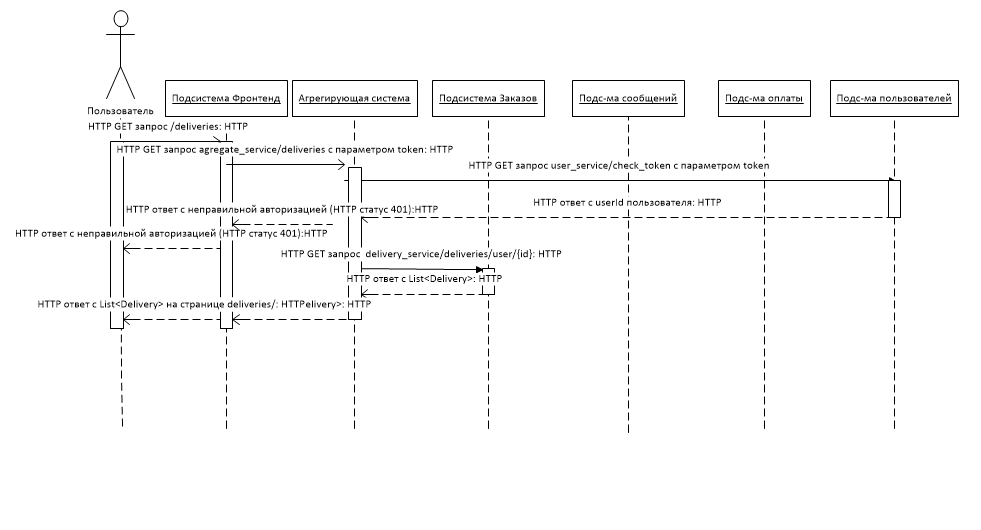 Подсистема Фронтенд
Агрегирующая система
Подсистема Заказов
Подс-ма сообщений
Подс-ма оплаты
Подс-ма пользователей
Пользователь
HTTP GET запрос /deliveries: HTTP
HTTP GET запрос agregate_service/deliveries с параметром token: HTTP
HTTP GET запрос user_service/check_token с параметром token
HTTP ответ с userId пользователя: HTTP
HTTP ответ с неправильной авторизацией (HTTP статус 401):HTTP
HTTP ответ с неправильной авторизацией (HTTP статус 401):HTTP
HTTP GET запрос delivery_service/deliveries/user/{id}: HTTP
HTTP ответ с List<Delivery>: HTTP
HTTP ответ с List<Delivery> на странице deliveries/: HTTPelivery>: HTTP